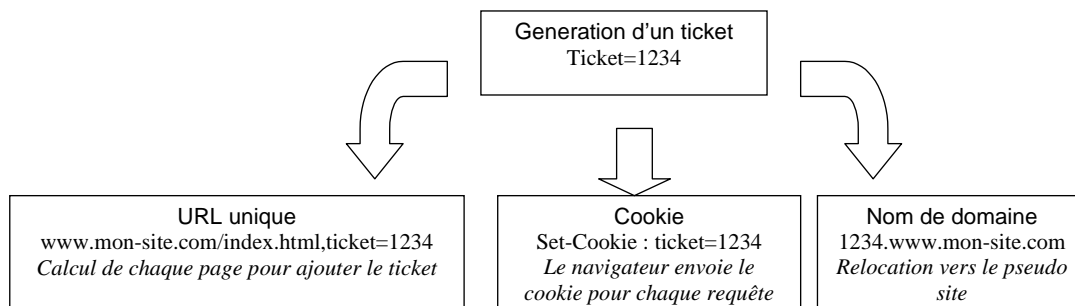 Generation d'un ticket
Ticket=1234
URL unique
www.mon-site.com/index.html,ticket=1234
Calcul de chaque page pour ajouter le ticket
Cookie
Set-Cookie : ticket=1234
Le navigateur envoie le
cookie pour chaque requête
Nom de domaine
1234.www.mon-site.com
Relocation vers le pseudo
site